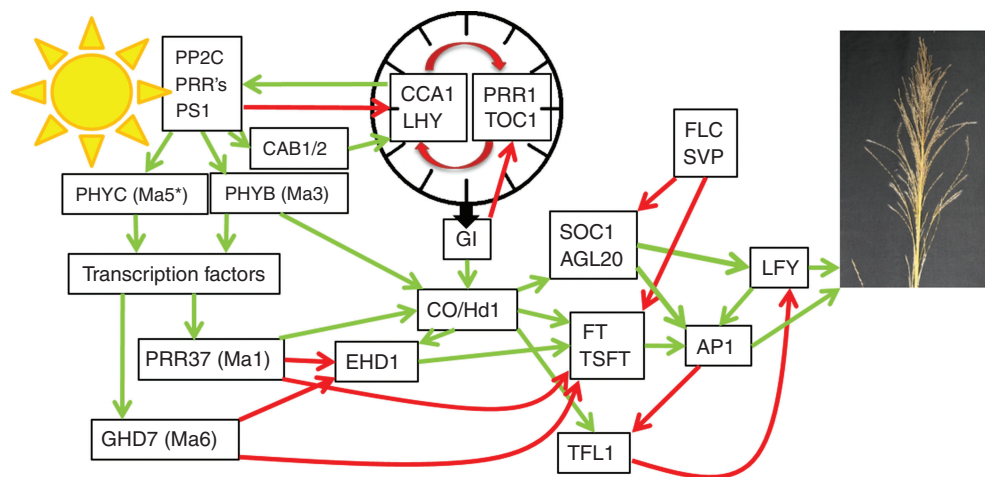 PP2C
PRR's
PS1
CCA1
LHY
PRR1
TOC1
CAB1/2
FLC
SVP
PHYC (Ma5*)
PHYB (Ma3)
GI
SOC1
AGL20
LFY
Transcription factors
CO/Hd1
FT
TSFT
AP1
PRR37 (Ma1)
EHD1
GHD7 (Ma6)
TFL1